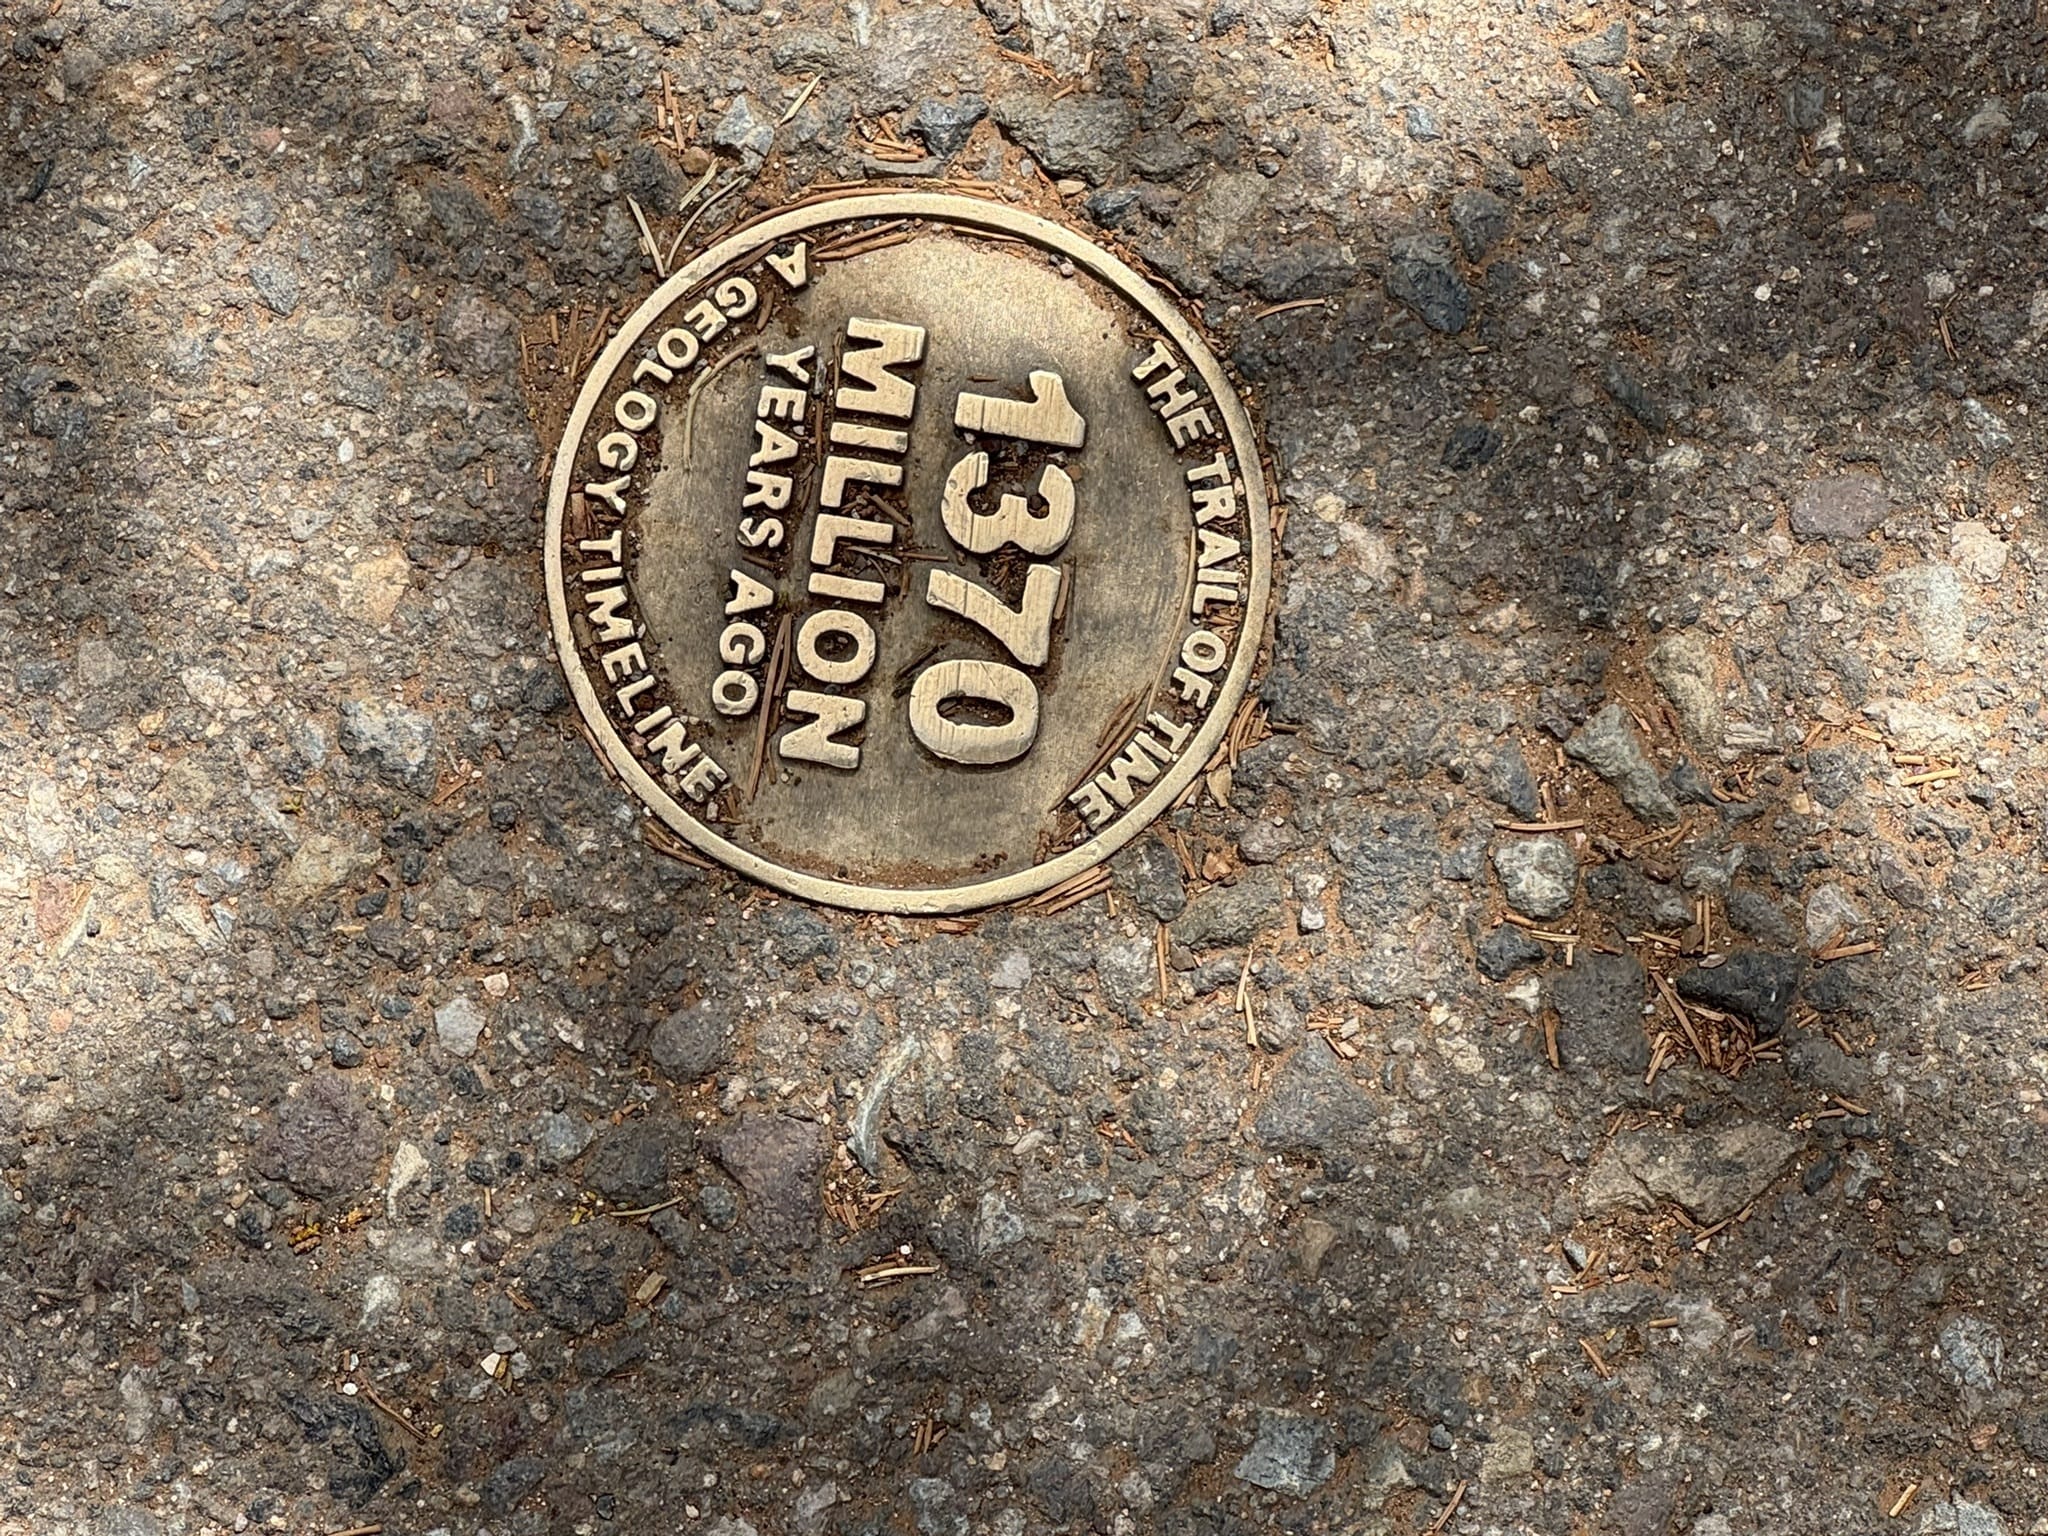 THE TRAIL OF TIME
1370
MILLION
YEARS AGO
A GEOLOGY TIMELINE